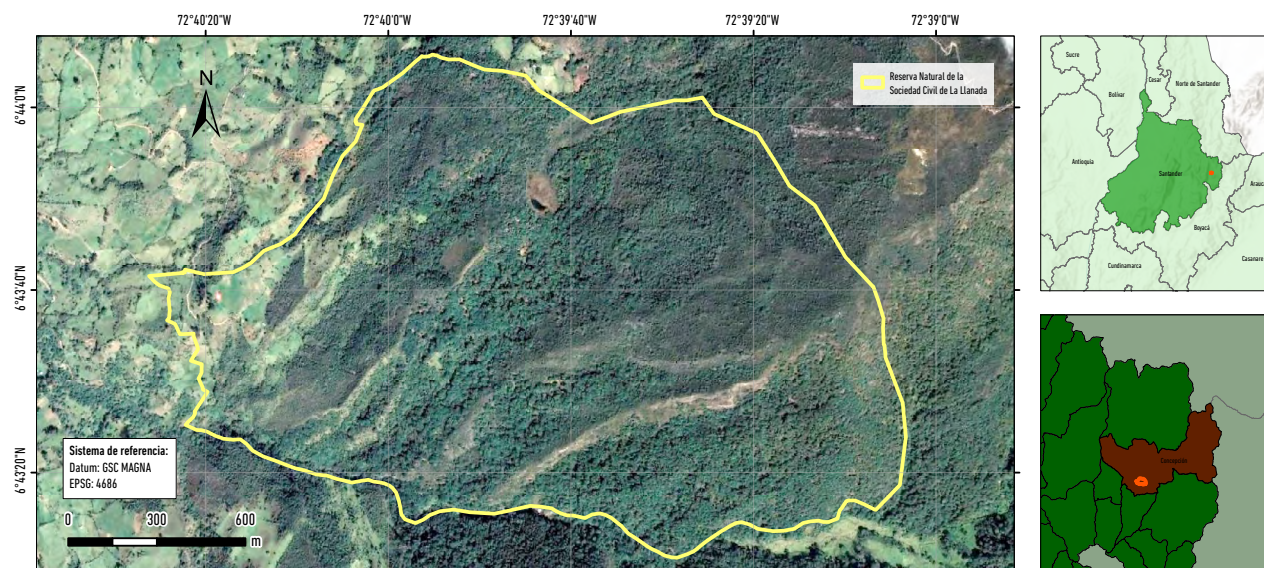 72°40'20"W
72°40'0"W
72°39'40"W
72°39'20"W
72°39'0"W
6°44'0"N
6°43'40"N
6°43'20"N
N
Reserva Natural de la
Sociedad Civil de La Llanada
Sistema de referencia:
Datum: GSC MAGNA
EPSG: 4686
0 300 600
m
Sucre
Cesar
Norte de Santander
Bolívar
Antioquia
Santander
Arauc
Boyacá
Cundinamarca
Casanare
Concepción